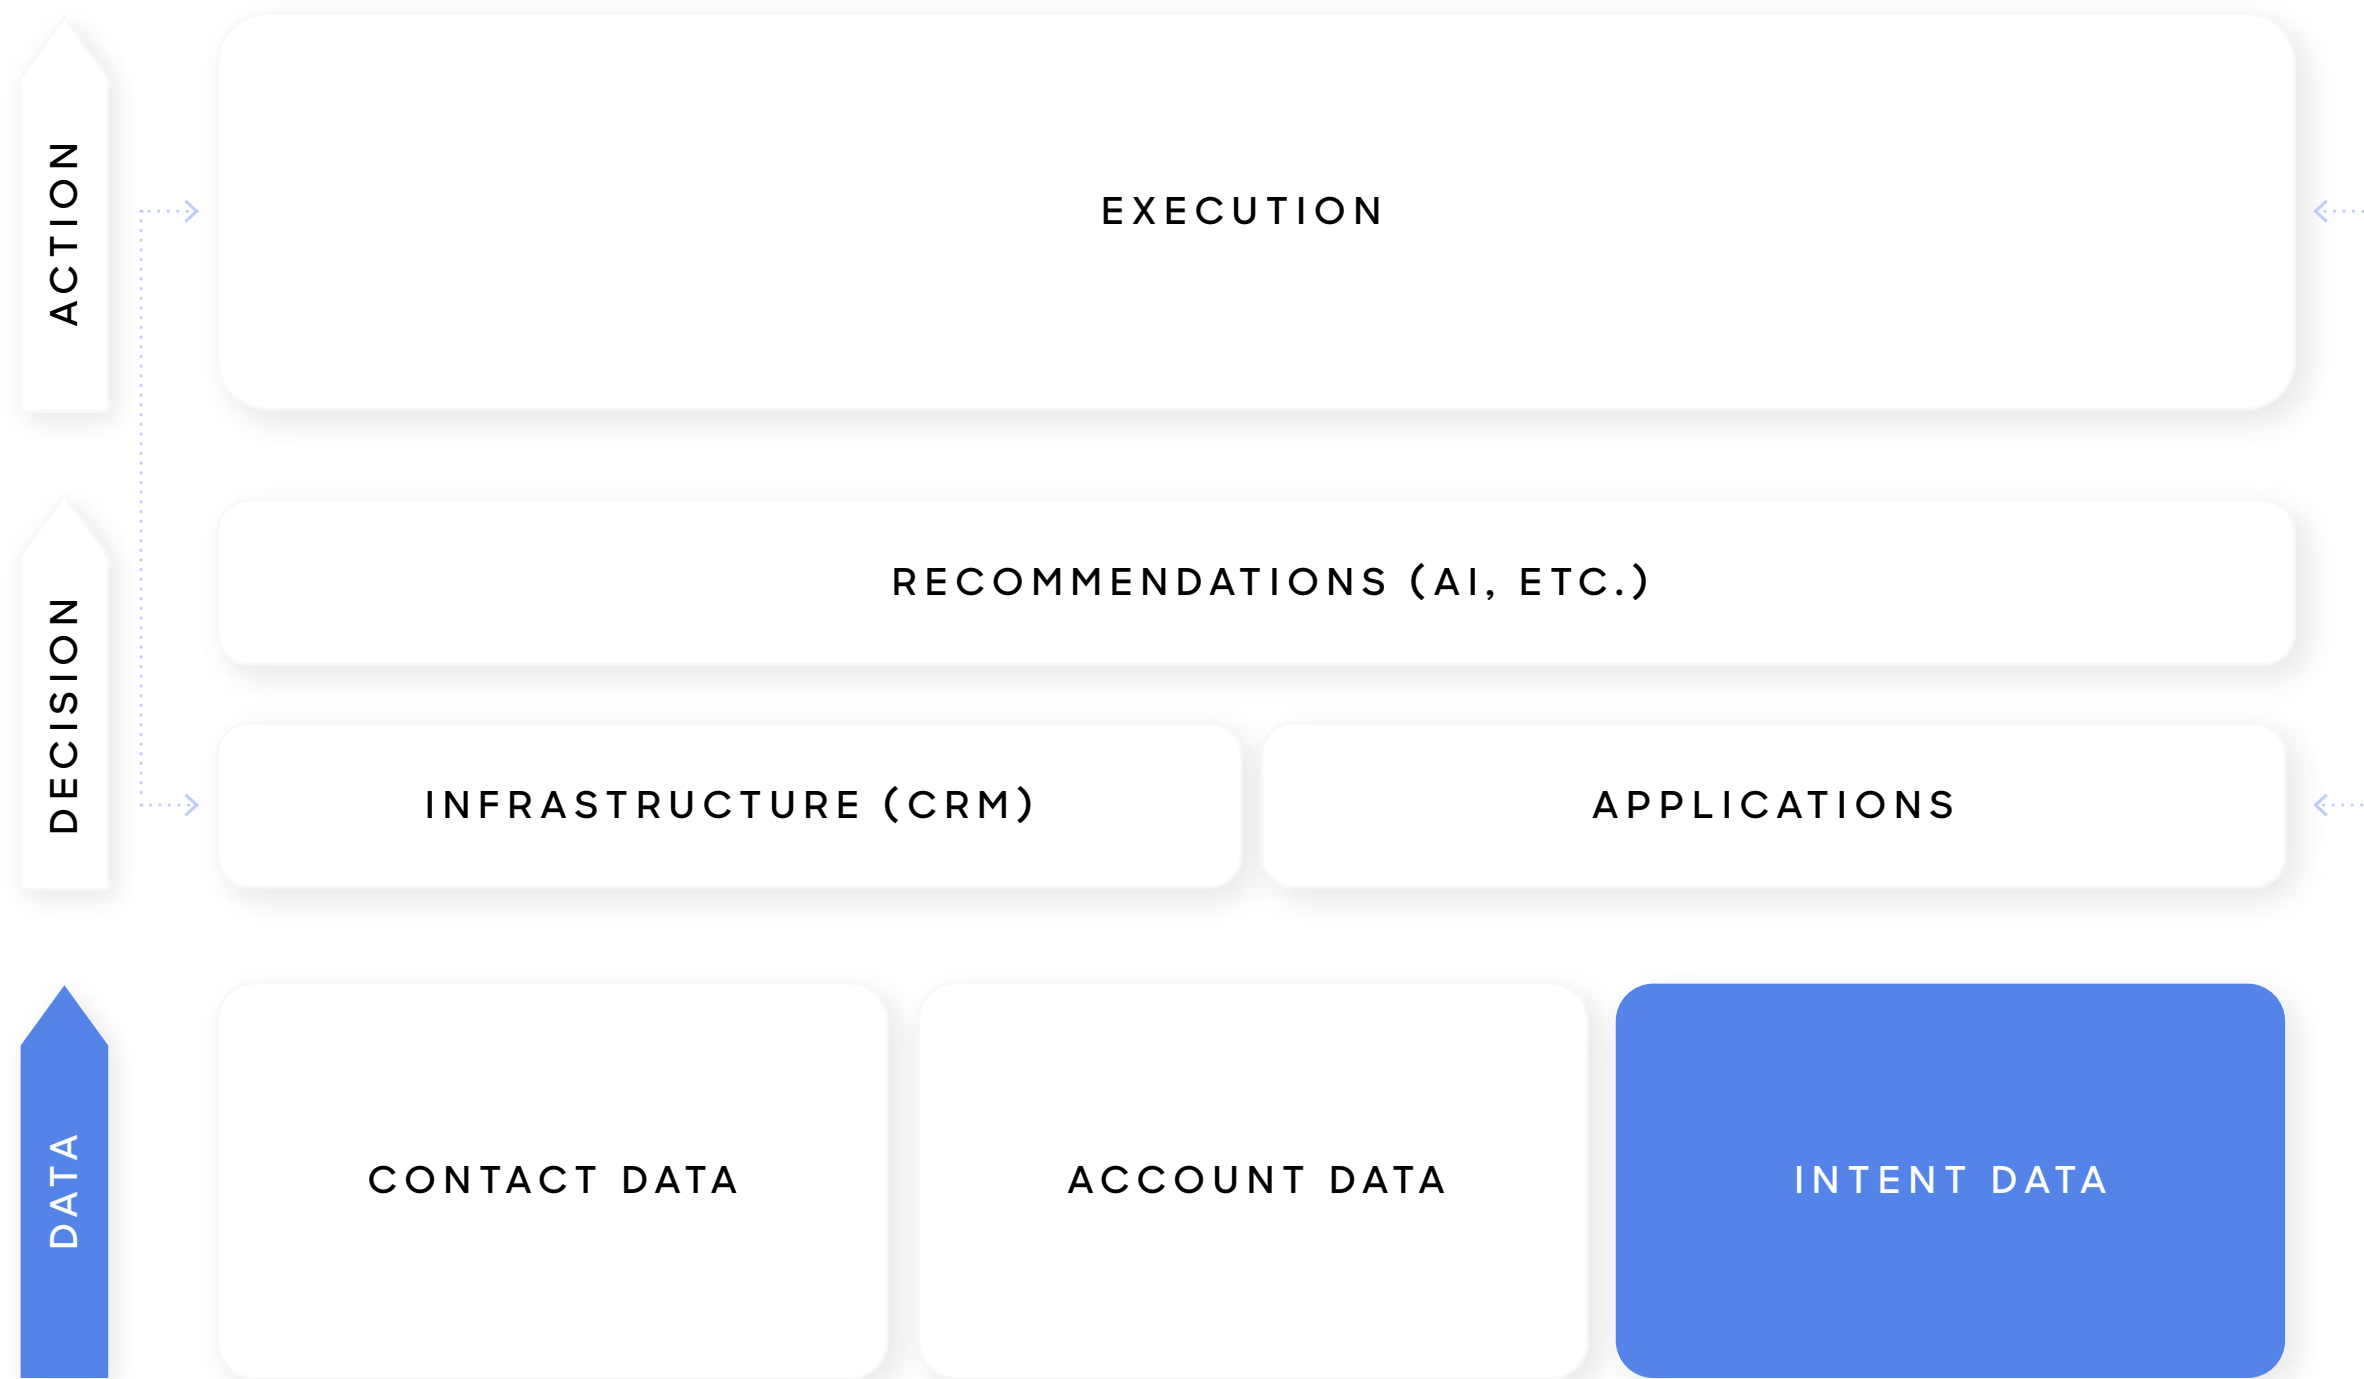 ACTION
EXECUTION
DECISION
RECOMMENDATIONS (AI, ETC.)
INFRASTRUCTURE (CRM)
APPLICATIONS
DATA
CONTACT DATA
ACCOUNT DATA
INTENT DATA